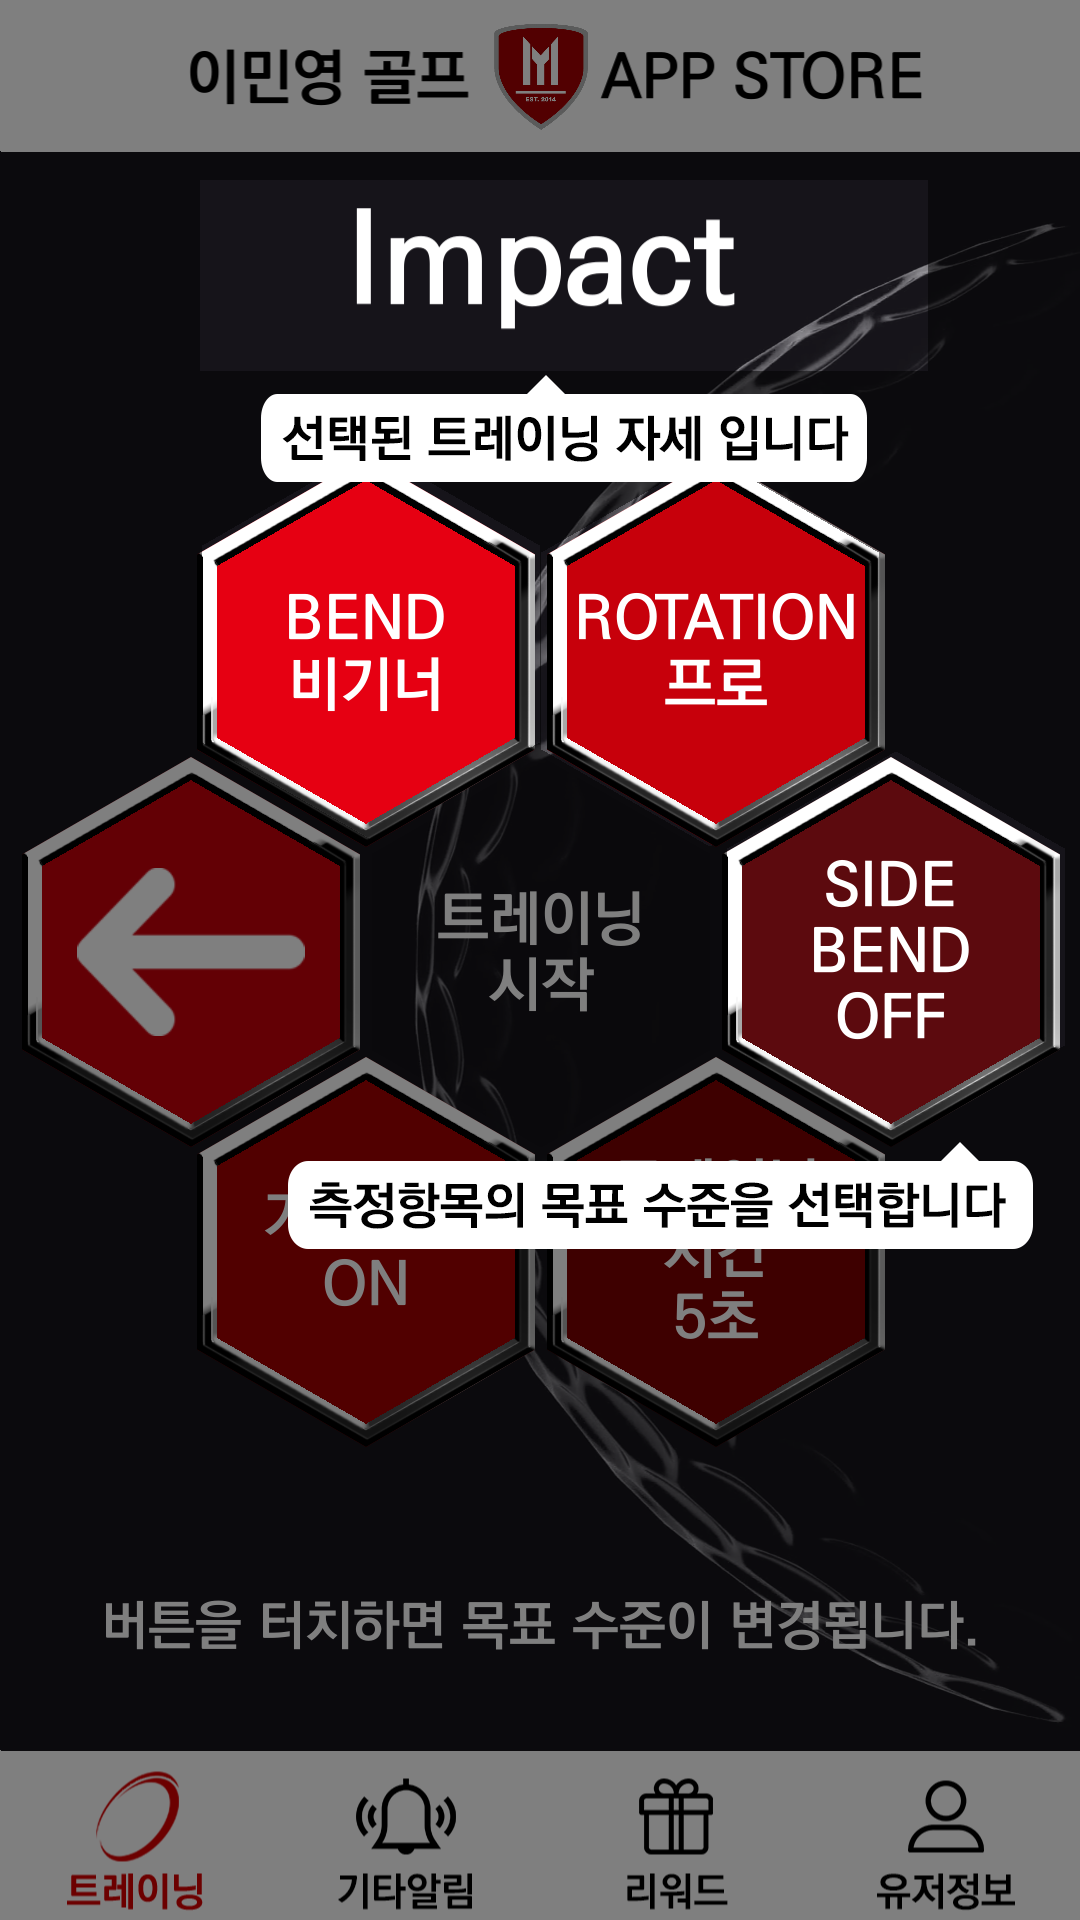 이민영 골프 APP STORE
EST. 2014
Impact
선택된 트레이닝 자세 입니다
BEND
비기너
ROTATION
프로
SIDE
BEND
OFF
트레이닝
시작
측정항목의 목표 수준을 선택합니다
ON
5초
버튼을 터치하면 목표 수준이 변경됩니다.
트레이닝
기타알림
리워드
유저정보